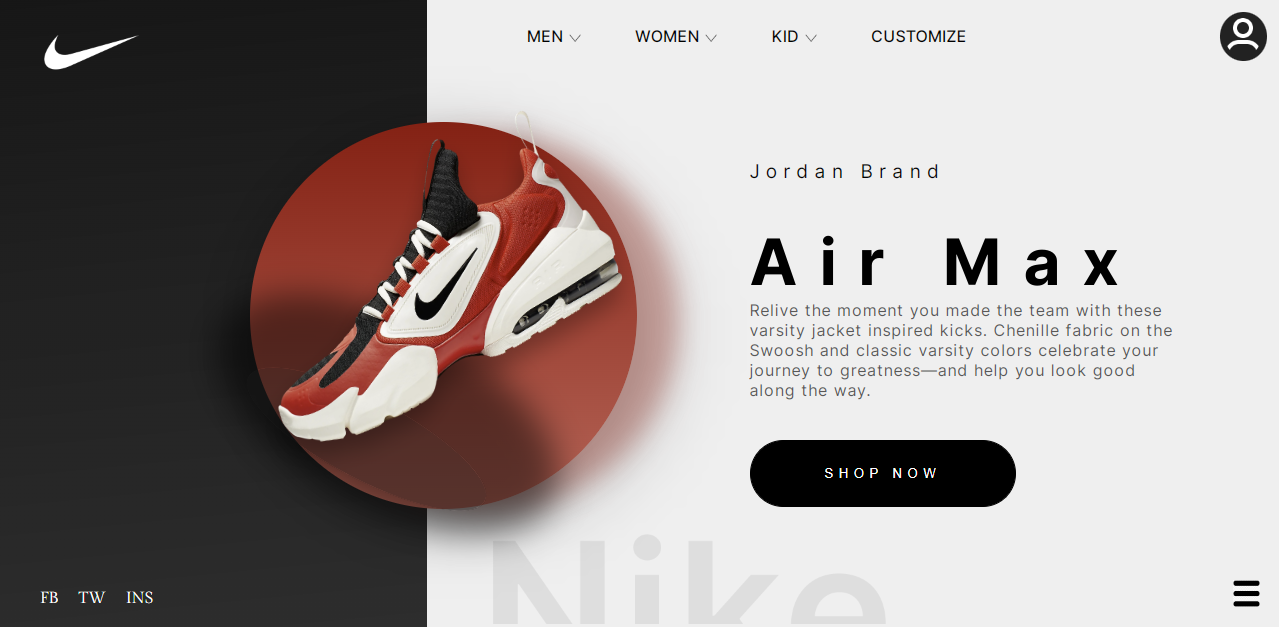 MEN
WOMEN
KID
CUSTOMIZE
Jordan Brand
Air Max
Relive the moment you made the team with these
varsity jacket inspired kicks. Chenille fabric on the
Swoosh and classic varsity colors celebrate your
journey to greatness—and help you look good
along the way.
SHOP NOW
Nike
FB TW INS